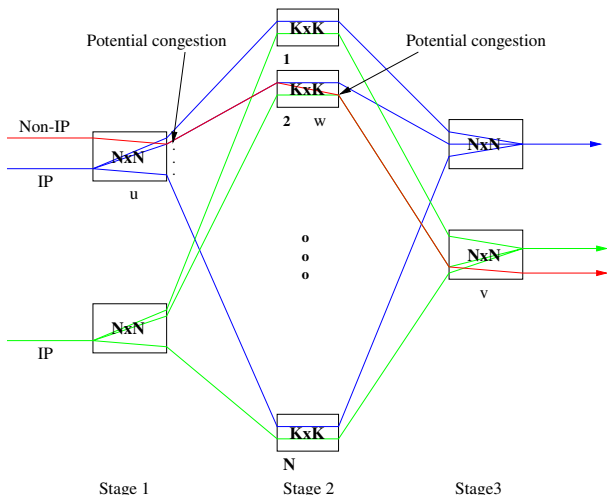 KxK
Potential congestion
Potential congestion
1
KxK
2 w
Non-IP
NxN
IP
u
NxN
o
o
o
NxN
v
NxN
IP
KxK
N
Stage 1
Stage 2
Stage3